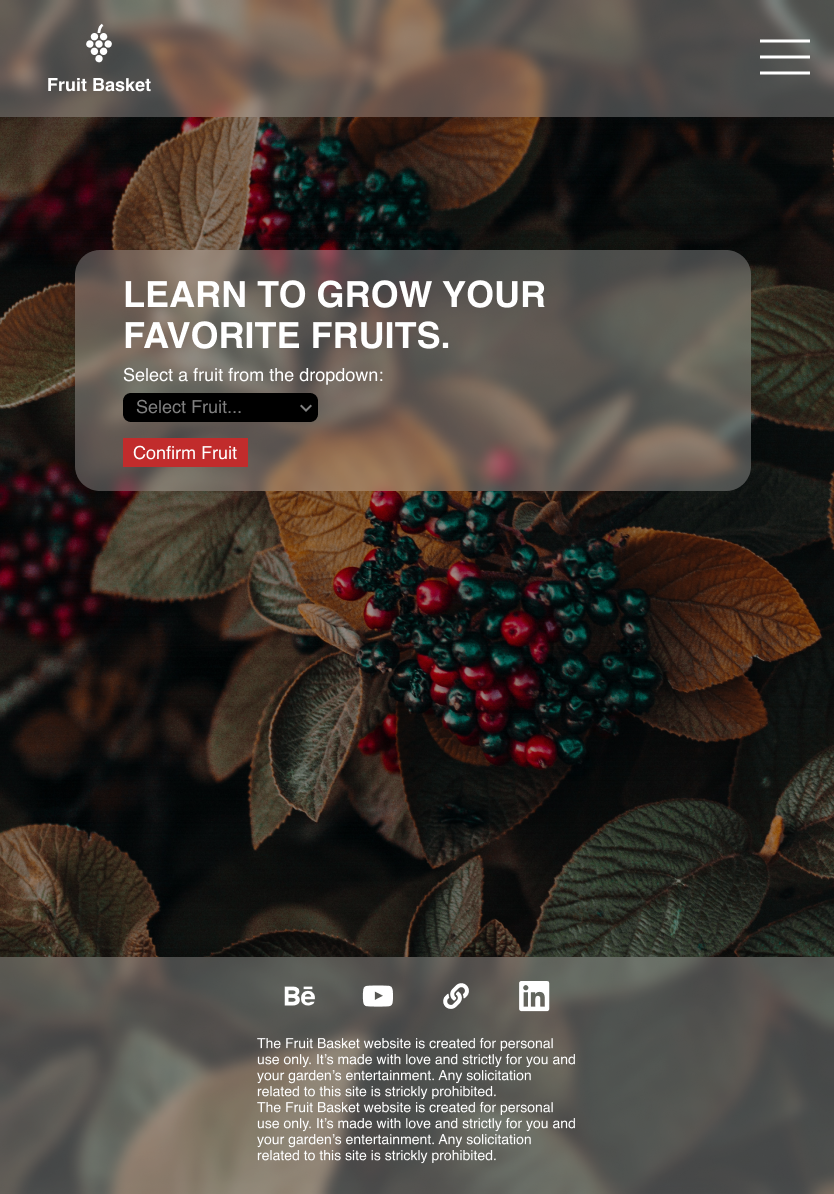 Fruit Basket
LEARN TO GROW YOUR
FAVORITE FRUITS.
Select a fruit from the dropdown:
Select Fruit...
Confirm Fruit
Bē
in
The Fruit Basket website is created for personal
use only. It’s made with love and strictly for you and
your garden’s entertainment. Any solicitation
related to this site is strickly prohibited.
The Fruit Basket website is created for personal
use only. It’s made with love and strictly for you and
your garden’s entertainment. Any solicitation
related to this site is strickly prohibited.